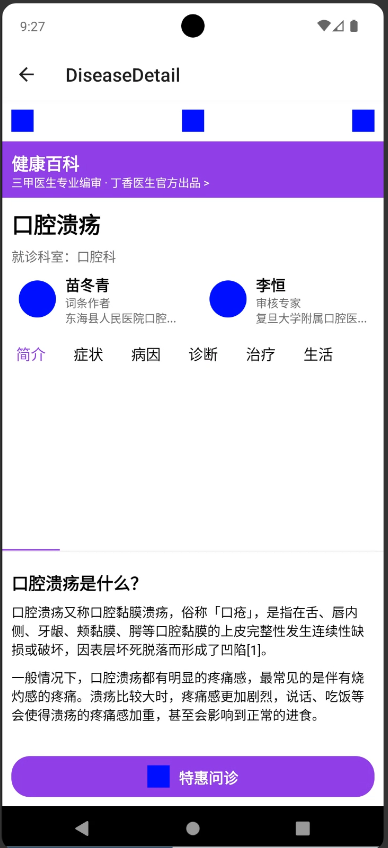 9:27
DiseaseDetail
健康百科
三甲医生专业编审 · 丁香医生官方出品 >
口腔溃疡
就诊科室：口腔科
苗冬青
词条作者
东海县人民医院口腔...
李恒
审核专家
复旦大学附属口腔医...
简介 症状 病因 诊断 治疗 生活
口腔溃疡是什么？
口腔溃疡又称口腔黏膜溃疡，俗称「口疮」，是指在舌、唇内
侧、牙龈、颊黏膜、腭等口腔黏膜的上皮完整性发生连续性缺
损或破坏，因表层坏死脱落而形成了凹陷[1]。
一般情况下，口腔溃疡都有明显的疼痛感，最常见的是伴有烧
灼感的疼痛。溃疡比较大时，疼痛感更加剧烈，说话、吃饭等
会使得溃疡的疼痛感加重，甚至会影响到正常的进食。
特惠问诊